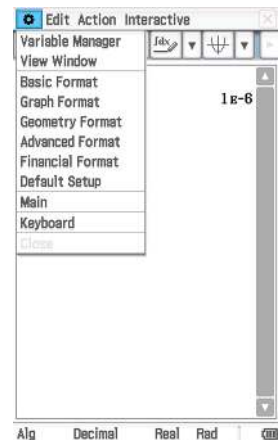 Edit Action Interactive
Variable Manager
View Window
Basic Format
Graph Format
Geometry Format
Advanced Format
Financial Format
Default Setup
Main
Keyboard
Close
∫dx
1E-6
Alg Decimal Real Rad